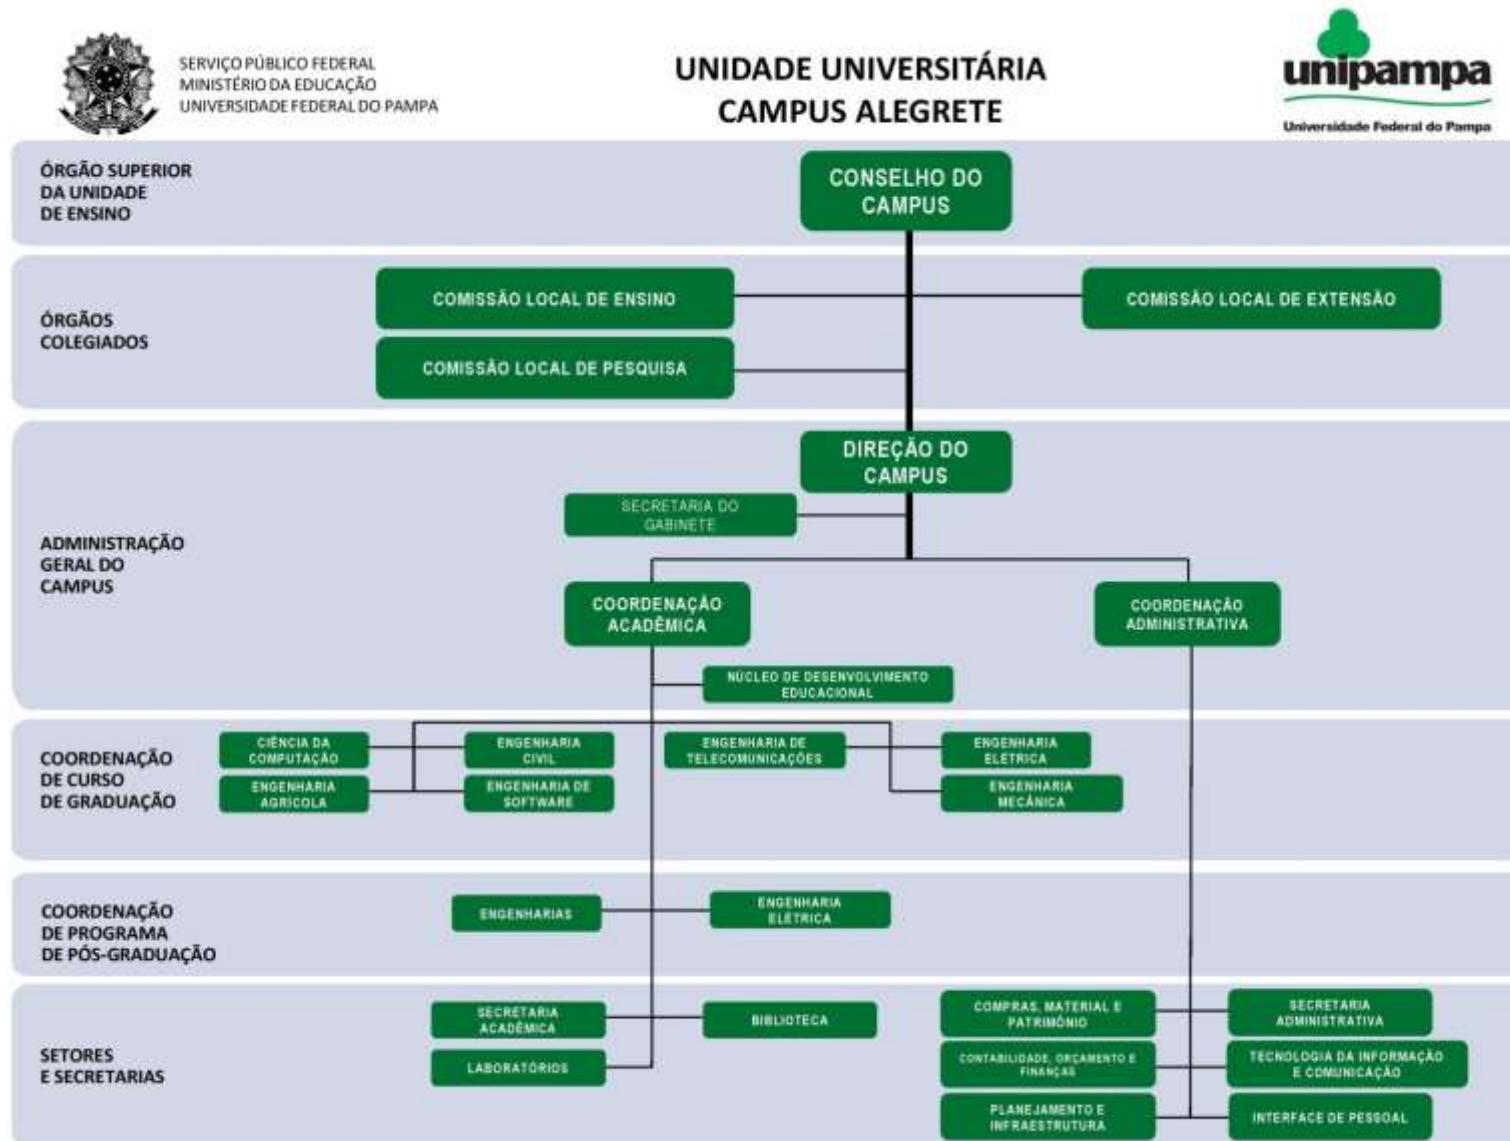 SERVIÇO PÚBLICO FEDERAL
MINISTÉRIO DA EDUCAÇÃO
UNIVERSIDADE FEDERAL DO PAMPA
UNIDADE UNIVERSITÁRIA
CAMPUS ALEGRETE
unipampa
Universidade Federal do Pampa
ÓRGÃO SUPERIOR
DA UNIDADE
DE ENSINO
CONSELHO DO
CAMPUS
ÓRGÃOS
COLEGIADOS
COMISSÃO LOCAL DE ENSINO
COMISSÃO LOCAL DE EXTENSÃO
COMISSÃO LOCAL DE PESQUISA
ADMINISTRAÇÃO
GERAL DO
CAMPUS
DIREÇÃO DO
CAMPUS
SECRETARIA DO
GABINETE
COORDENAÇÃO
ACADÊMICA
COORDENAÇÃO
ADMINISTRATIVA
NÚCLEO DE DESENVOLVIMENTO
EDUCACIONAL
COORDENAÇÃO
DE CURSO
DE GRADUAÇÃO
CIÊNCIA DA
COMPUTAÇÃO
ENGENHARIA
CIVIL
ENGENHARIA DE
TELECOMUNICAÇÕES
ENGENHARIA
ELÉTRICA
ENGENHARIA
AGRÍCOLA
ENGENHARIA DE
SOFTWARE
ENGENHARIA
MECÂNICA
COORDENAÇÃO
DE PROGRAMA
DE PÓS-GRADUAÇÃO
ENGENHARIAS
ENGENHARIA
ELÉTRICA
SETORES
E SECRETARIAS
SECRETARIA
ACADÊMICA
BIBLIOTECA
COMPRAS, MATERIAL E
PATRIMÔNIO
SECRETARIA
ADMINISTRATIVA
LABORATÓRIOS
CONTABILIDADE, ORÇAMENTO E
FINANÇAS
TECNOLOGIA DA INFORMAÇÃO
E COMUNICAÇÃO
PLANEJAMENTO E
INFRAESTRUTURA
INTERFACE DE PESSOAL